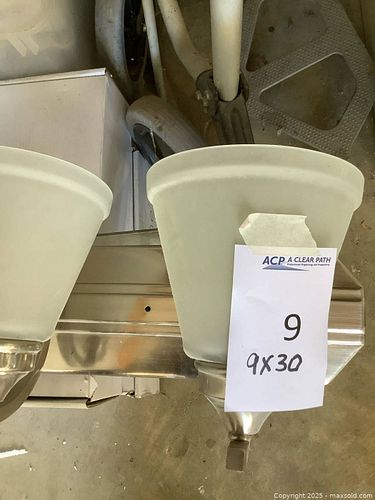 ACP A CLEAR PATH
9
9X30
Copyright 2025 - maxsold.com